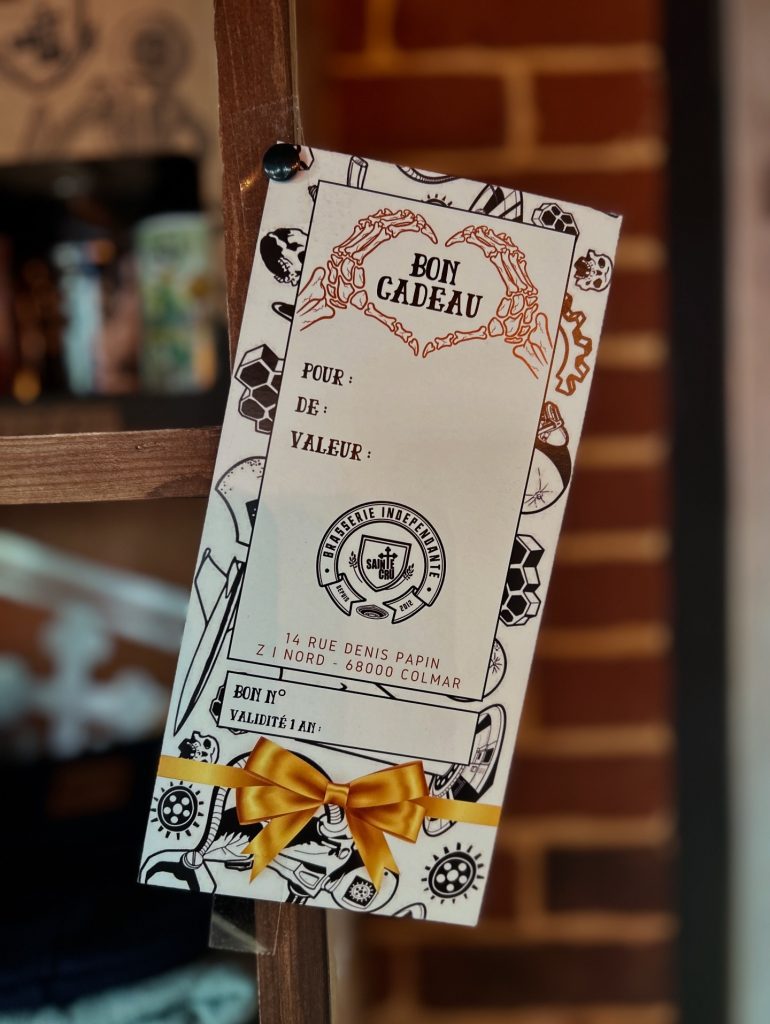 BON
CADEAU
POUR :
DE :
VALEUR :
BRASSERIE INDEPENDANTE
SAINTE
CRU
DEPUIS 2012
14 RUE DENIS PAPIN
Z I NORD - 68000 COLMAR
BON N°
VALIDITÉ 1 AN :